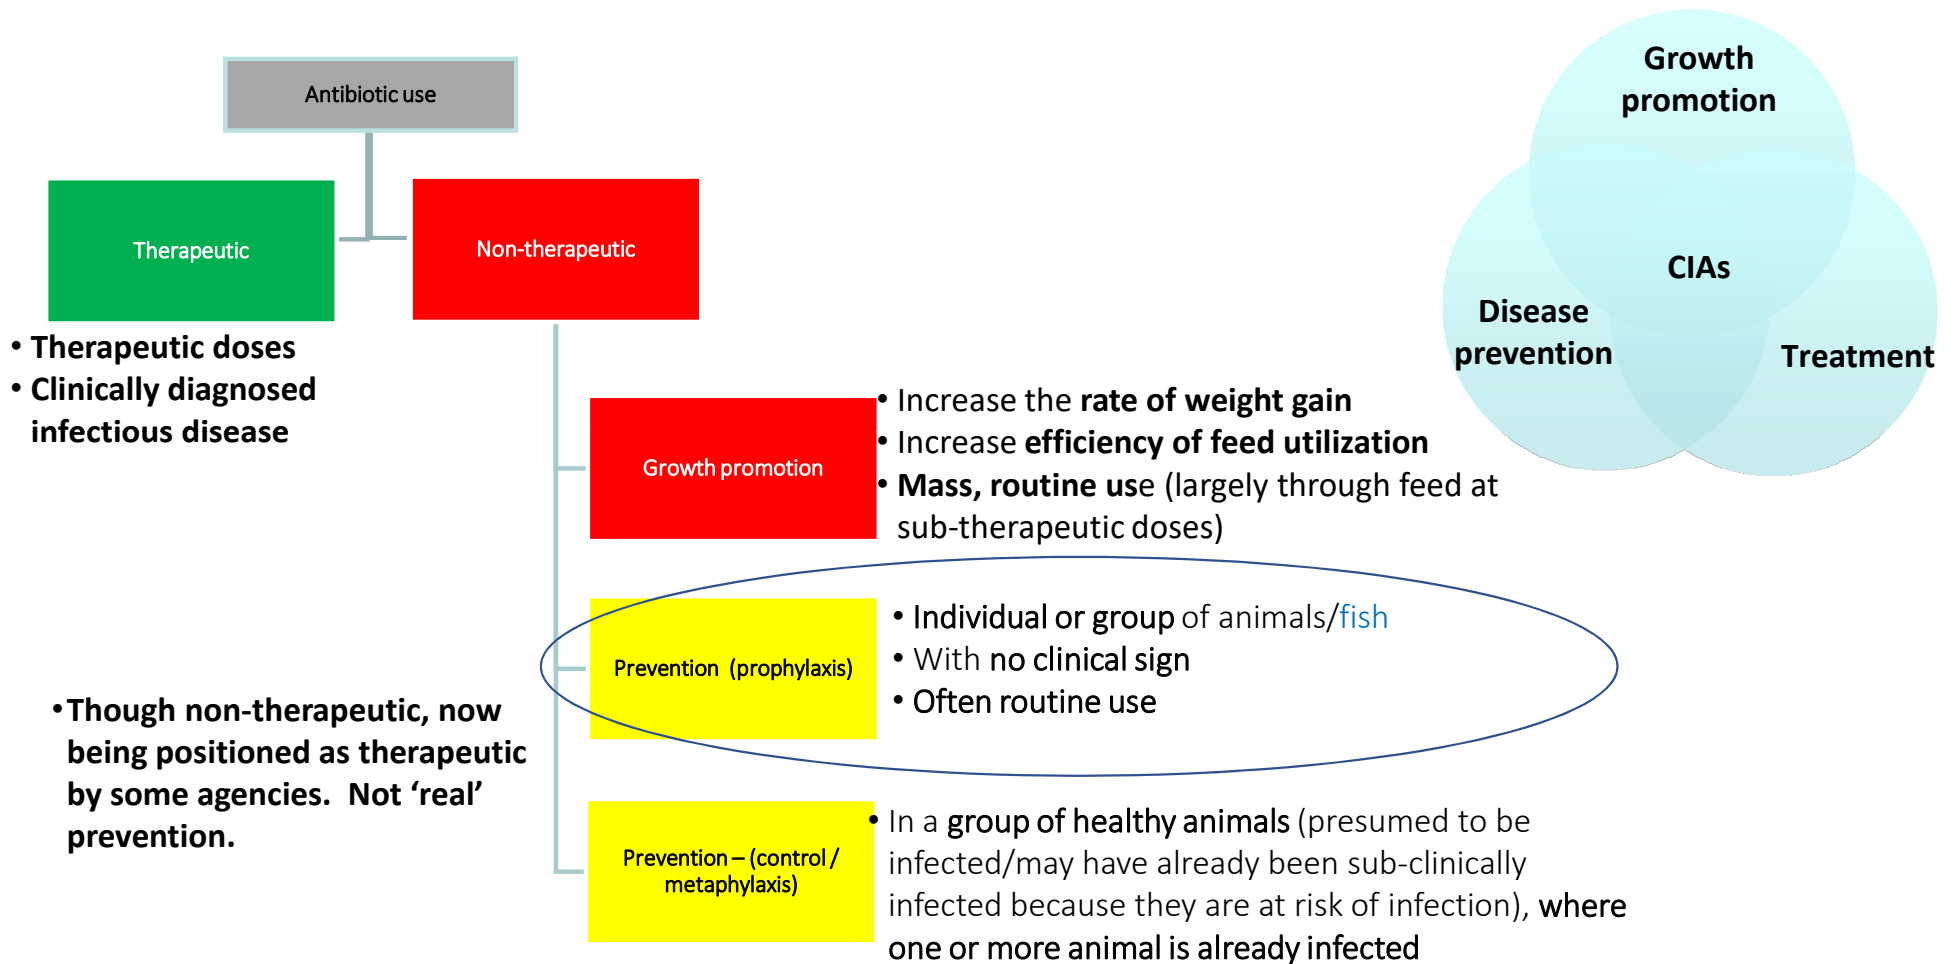 Antibiotic use
Therapeutic
Non-therapeutic
• Therapeutic doses
• Clinically diagnosed
infectious disease
Growth promotion
• Increase the rate of weight gain
• Increase efficiency of feed utilization
• Mass, routine use (largely through feed at
sub-therapeutic doses)
Prevention (prophylaxis)
• Individual or group of animals/fish
• With no clinical sign
• Often routine use
• Though non-therapeutic, now
being positioned as therapeutic
by some agencies. Not ‘real’
prevention.
Prevention – (control /
metaphylaxis)
• In a group of healthy animals (presumed to be
infected/may have already been sub-clinically
infected because they are at risk of infection), where
one or more animal is already infected
Growth
promotion
CIAs
Disease
prevention
Treatment